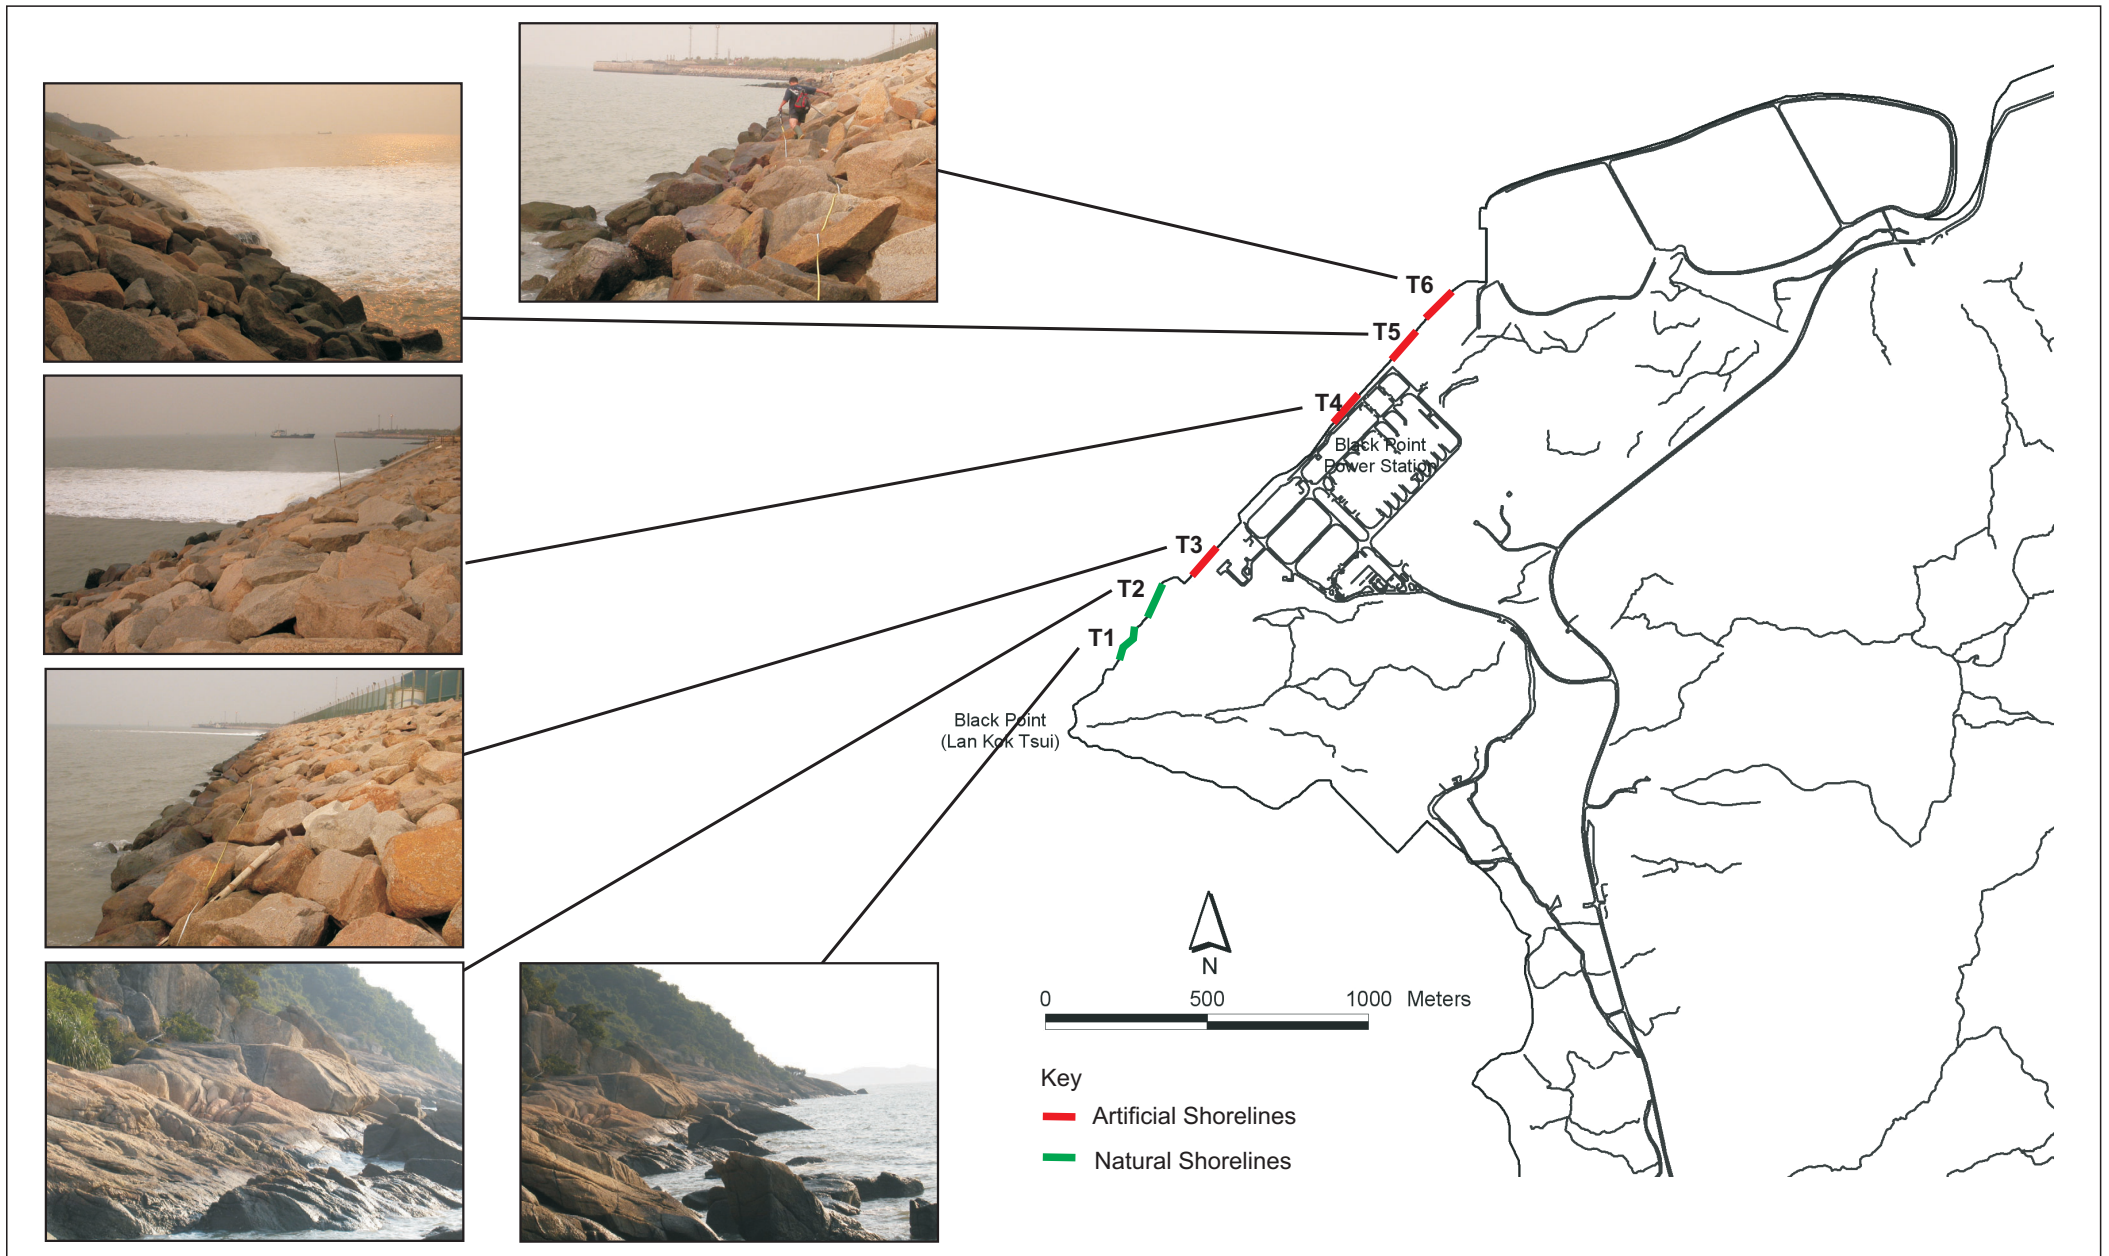 T6
T5
T4
Black Point
Power Station
T3
T2
T1
Black Point
(Lan Kok Tsui)
N
0 500 1000 Meters
Key
Artificial Shorelines
Natural Shorelines